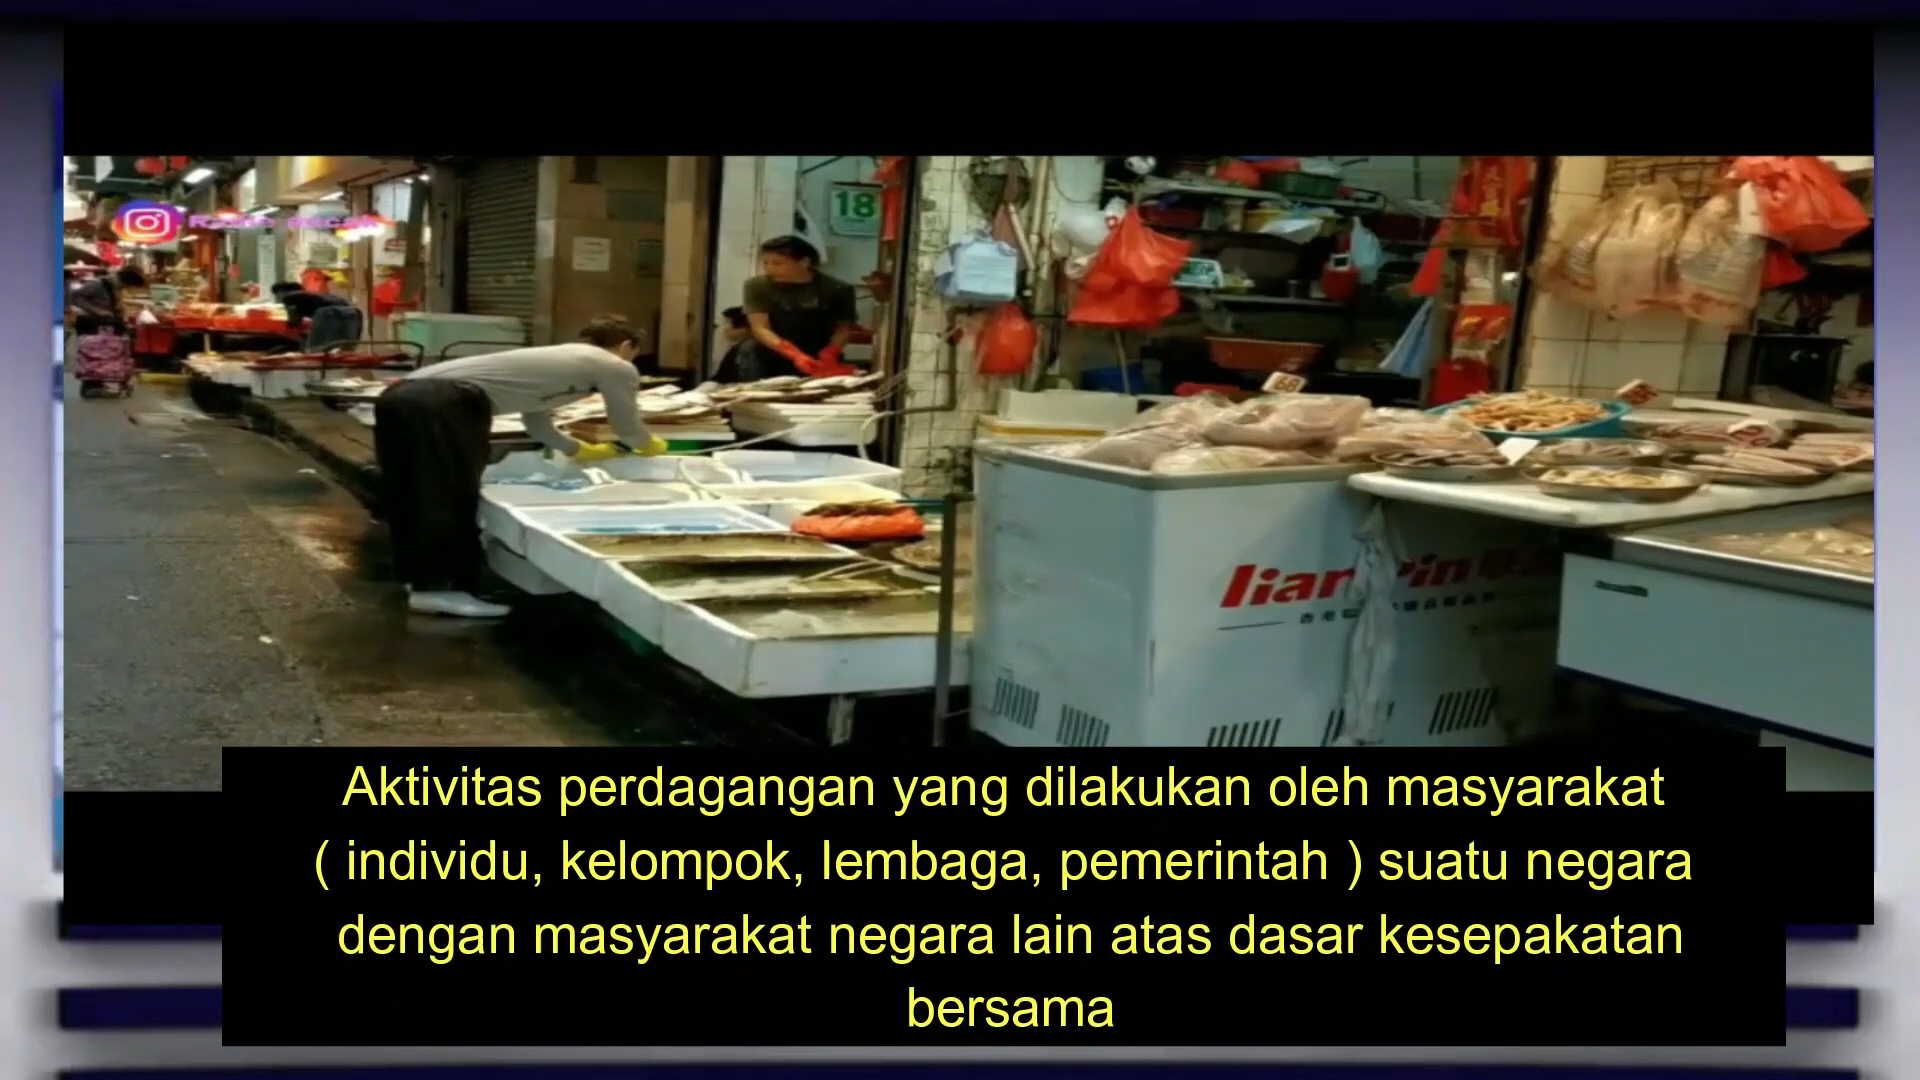 18
68
Aktivitas perdagangan yang dilakukan oleh masyarakat
( individu, kelompok, lembaga, pemerintah ) suatu negara
dengan masyarakat negara lain atas dasar kesepakatan
bersama